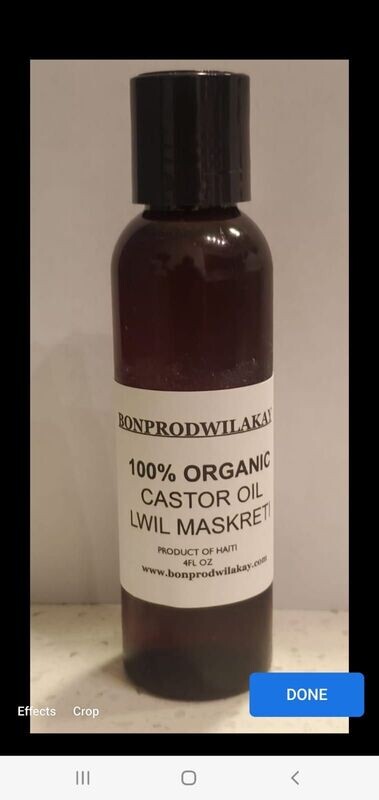 BONPRODWILAKAY
100% ORGANIC
CASTOR OIL
LWIL MASKRETI
PRODUCT OF HAITI
4FL OZ
www.bonprodwilakay.com
DONE
Effects Crop